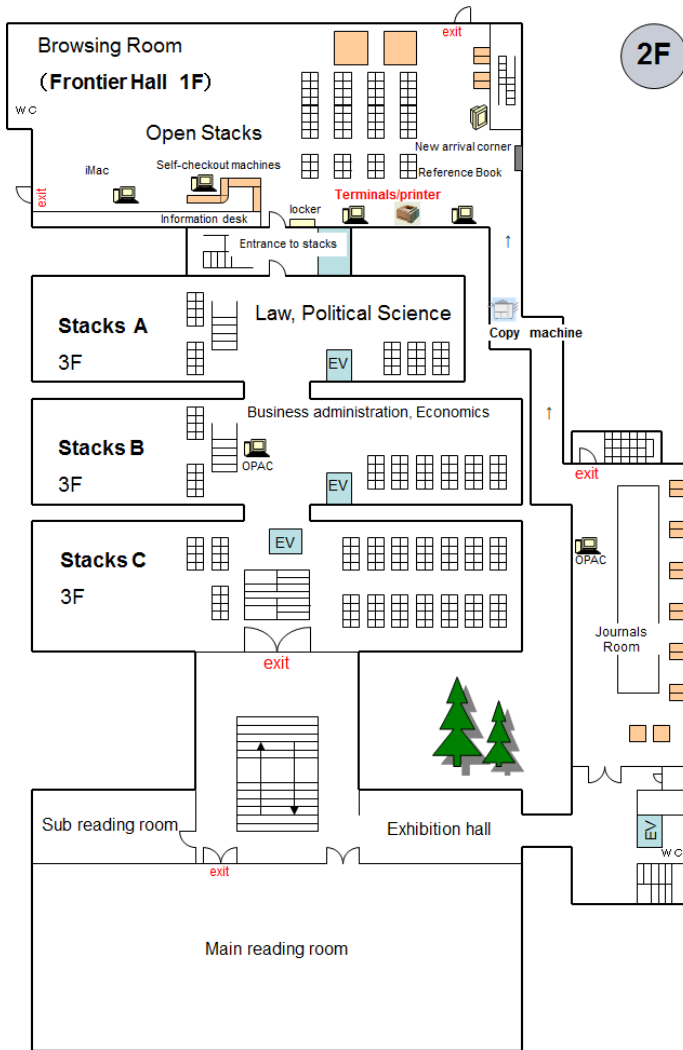 2F
exit
Browsing Room
（Frontier Hall 1F）
WC
Open Stacks
New arrival corner
iMac
Self-checkout machines
Reference Book
exit
Terminals/printer
Information desk
locker
Entrance to stacks
↑
Law, Political Science
Stacks A
3F
EV
Copy machine
↑
Business administration, Economics
Stacks B
3F
OPAC
EV
exit
Stacks C
3F
EV
OPAC
Journals
Room
exit
Sub reading room
Exhibition hall
EV
WC
exit
Main reading room